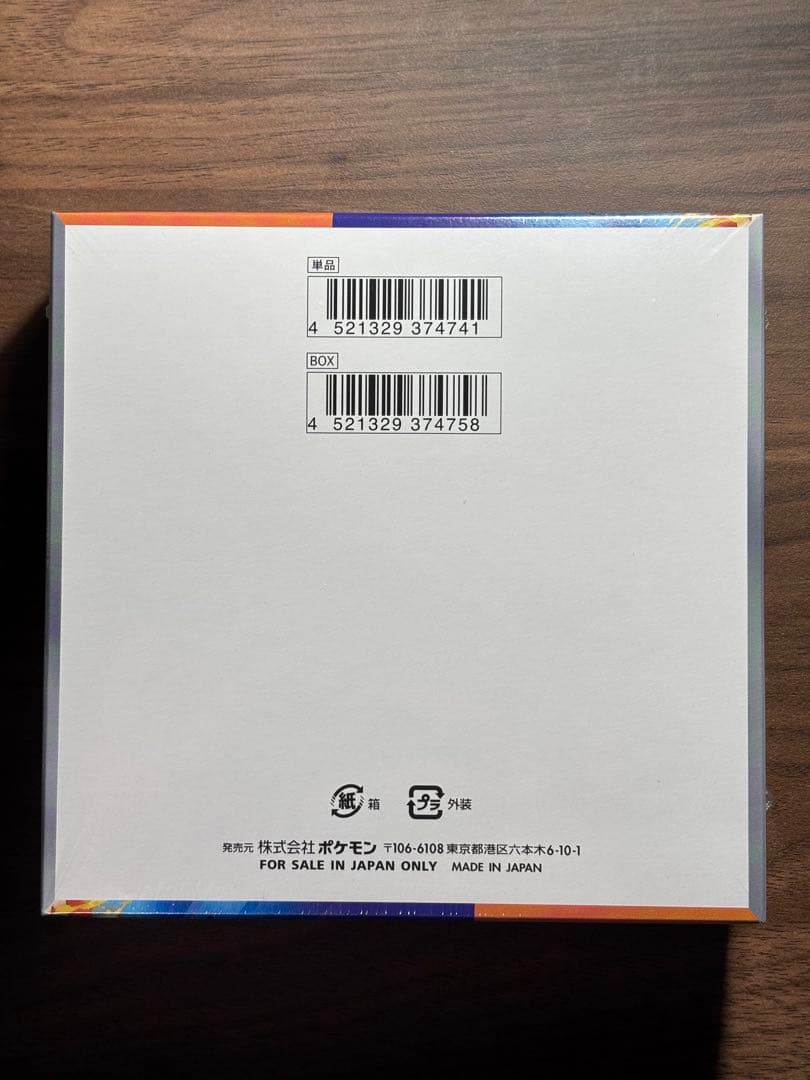 単品
4 521329 374741
BOX
4 521329 374758
紙 箱 プラ 外装
発売元 株式会社 ポケモン 〒106-6108 東京都港区六本木6-10-1
FOR SALE IN JAPAN ONLY MADE IN JAPAN